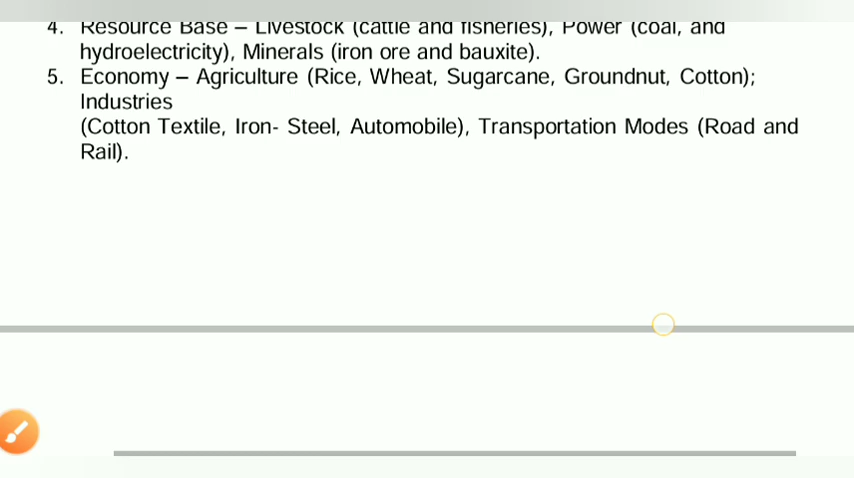 4. Resource Base – Livestock (cattle and fisheries), Power (coal, and
hydroelectricity), Minerals (iron ore and bauxite).
5. Economy – Agriculture (Rice, Wheat, Sugarcane, Groundnut, Cotton);
Industries
(Cotton Textile, Iron- Steel, Automobile), Transportation Modes (Road and
Rail).